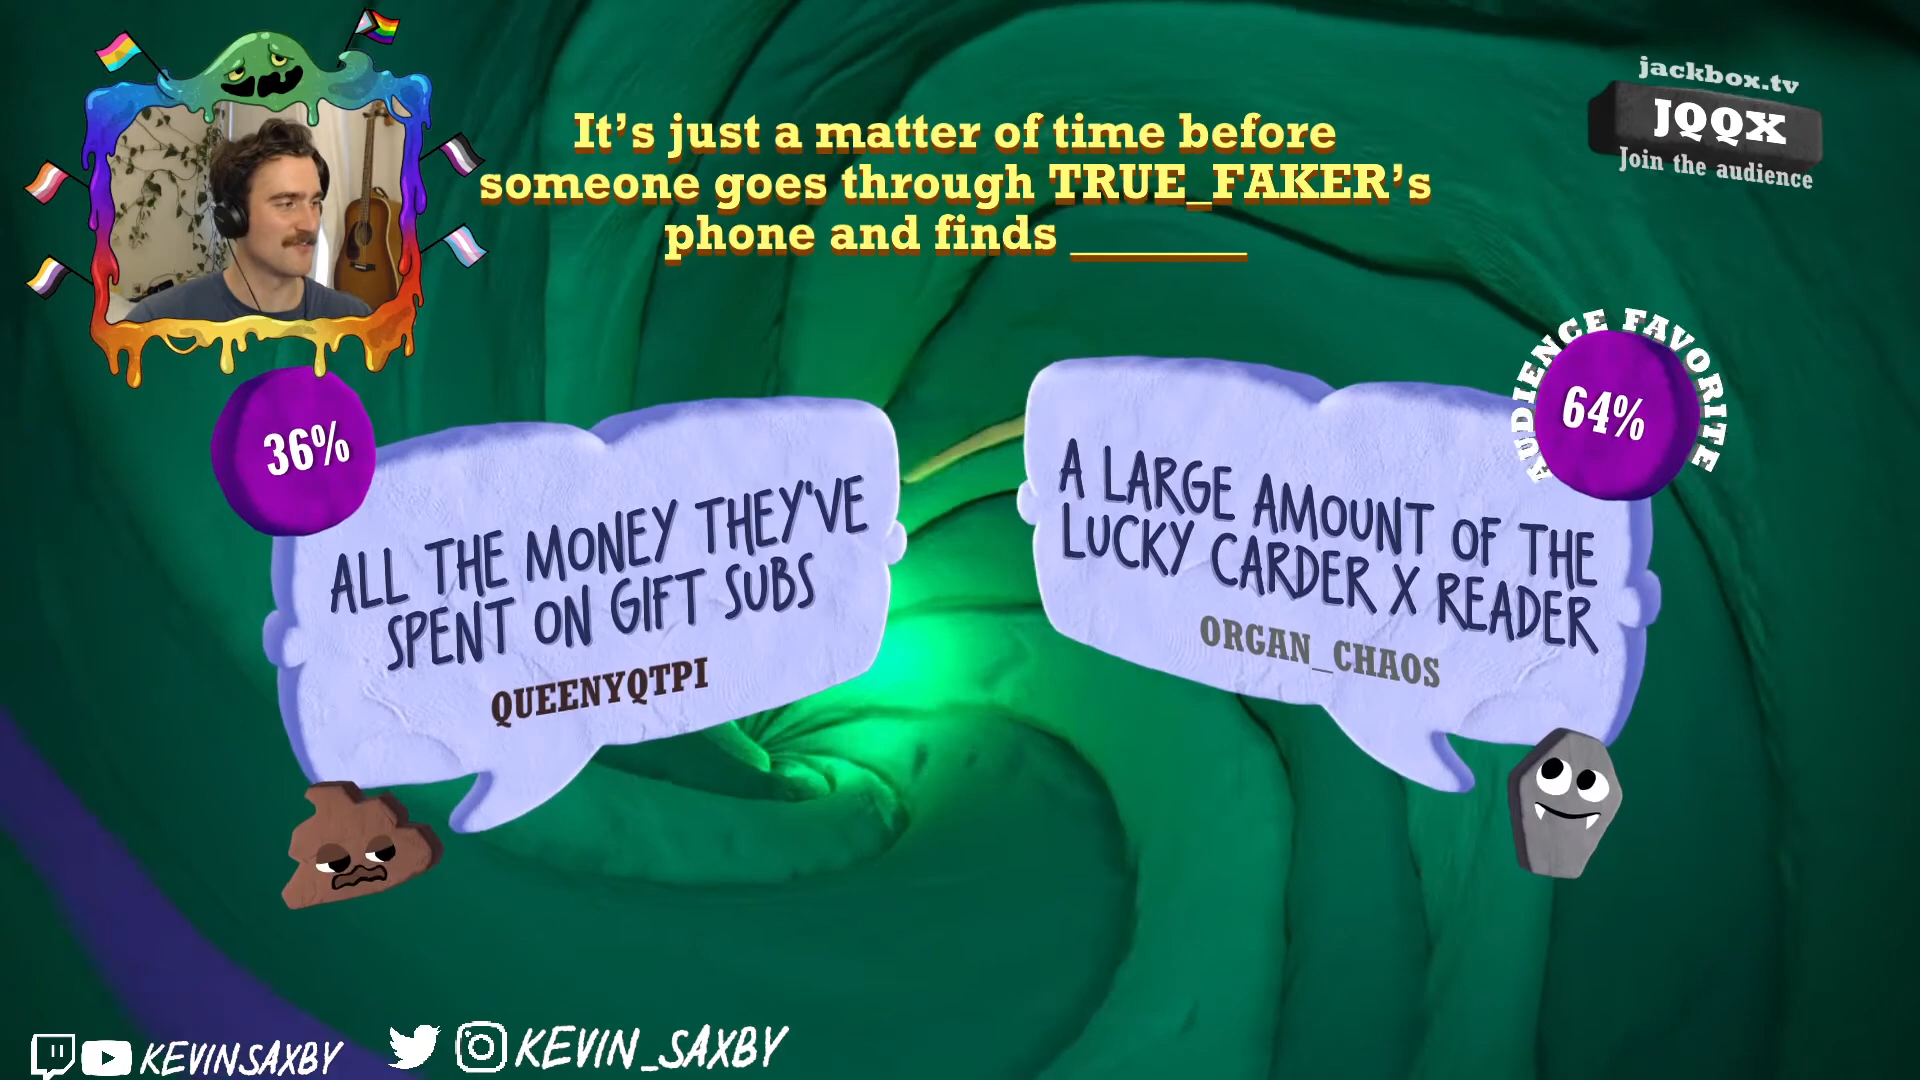 It's just a matter of time before
someone goes through TRUE_FAKER's
phone and finds ________
jackbox.tv
JQQX
Join the audience
36%
ALL THE MONEY THEY'VE
SPENT ON GIFT SUBS
QUEENYQTPI
AUDIENCE FAVORITE
64%
A LARGE AMOUNT OF THE
LUCKY CARDER X READER
ORGAN_CHAOS
KEVINSAXBY
KEVIN_SAXBY